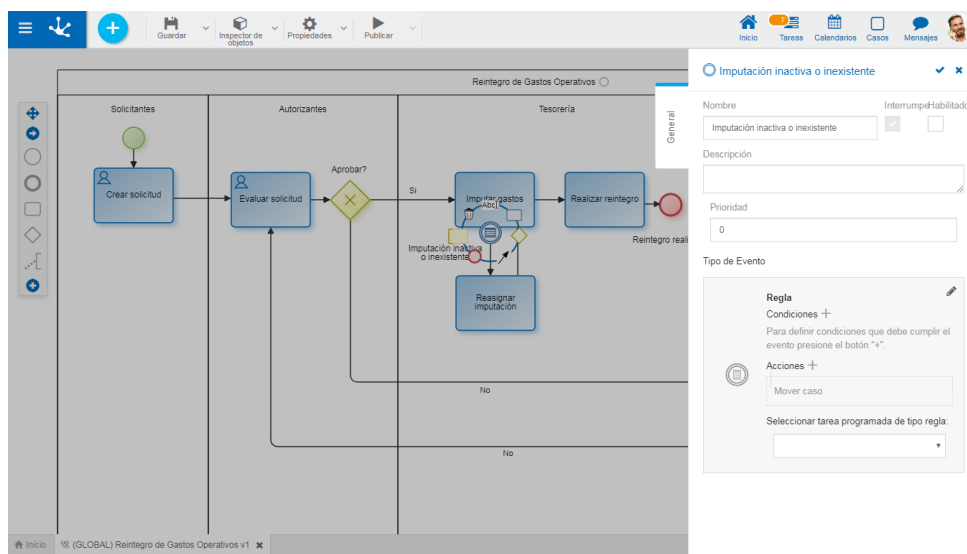 Guardar
Inspector de
objetos
Propiedades
Publicar
Inicio
7
Tareas
Calendarios
Casos
Mensajes
Reintegro de Gastos Operativos
Solicitantes
Autorizantes
Tesorería
Crear solicitud
Evaluar solicitud
Aprobar?
Si
Imputar gastos
Abc
Realizar reintegro
Imputación inactiva
o inexistente
Reintegro reali
Reasignar
imputación
No
No
General
Imputación inactiva o inexistente
Nombre
Interrumpe
Habilitado
Imputación inactiva o inexistente
Descripción
Prioridad
0
Tipo de Evento
Regla
Condiciones +
Para definir condiciones que debe cumplir el
evento presione el botón "+".
Acciones +
Mover caso
Seleccionar tarea programada de tipo regla:
Inicio
(GLOBAL) Reintegro de Gastos Operativos v1